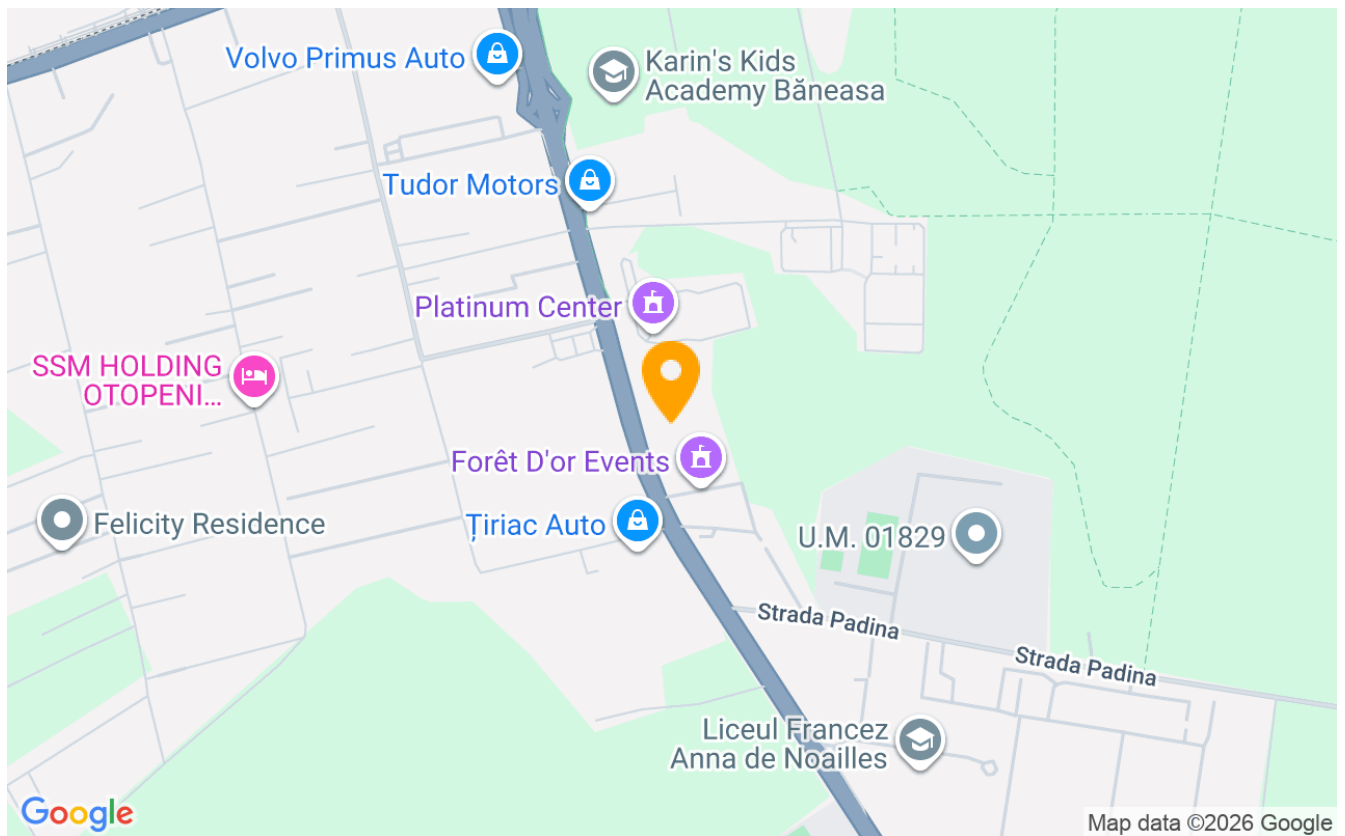 Volvo Primus Auto
Karin's Kids
Academy Băneasa
Tudor Motors
Platinum Center
SSM HOLDING
OTOPENI...
Forêt D'or Events
Felicity Residence
Țiriac Auto
U.M. 01829
Strada Padina
Strada Padina
Liceul Francez
Anna de Noailles
Google
Map data ©2026 Google